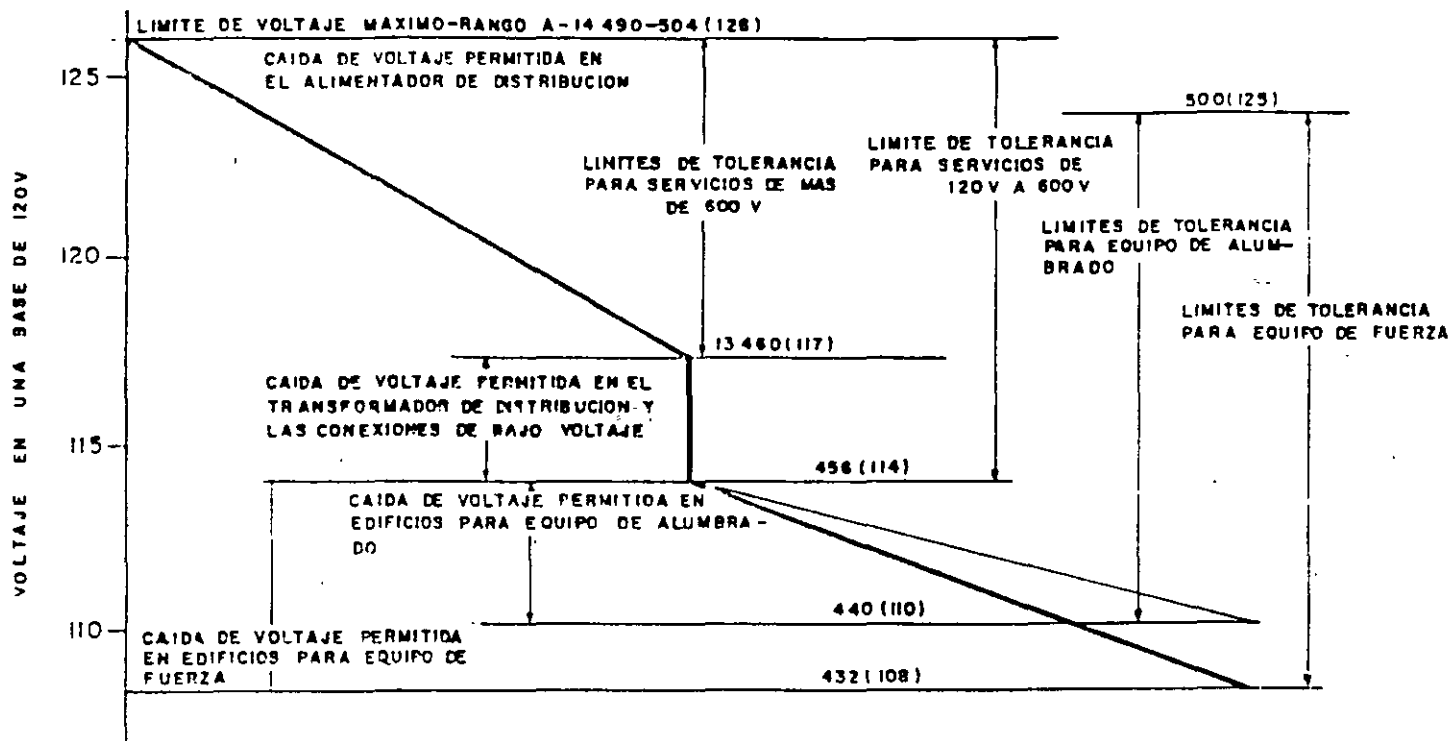 LIMITE DE VOLTAJE MAXIMO-RANGO A-14 490-504(126)
CAIDA DE VOLTAJE PERMITIDA EN
EL ALIMENTADOR DE DISTRIBUCION
125
500(125)
LIMITES DE TOLERANCIA
PARA SERVICIOS DE MAS
DE 600 V
LIMITE DE TOLERANCIA
PARA SERVICIOS DE
120 V A 600 V
LIMITES DE TOLERANCIA
PARA EQUIPO DE ALUM-
BRADO
LIMITES DE TOLERANCIA
PARA EQUIPO DE FUERZA
VOLTAJE EN UNA BASE DE 120V
120
13 460(117)
CAIDA DE VOLTAJE PERMITIDA EN EL
TRANSFORMADOR DE DISTRIBUCION Y
LAS CONEXIONES DE BAJO VOLTAJE
115
456 (114)
CAIDA DE VOLTAJE PERMITIDA EN
EDIFICIOS PARA EQUIPO DE ALUMBRA-
DO
440 (110)
110
CAIDA DE VOLTAJE PERMITIDA
EN EDIFICIOS PARA EQUIPO DE
FUERZA
432(108)